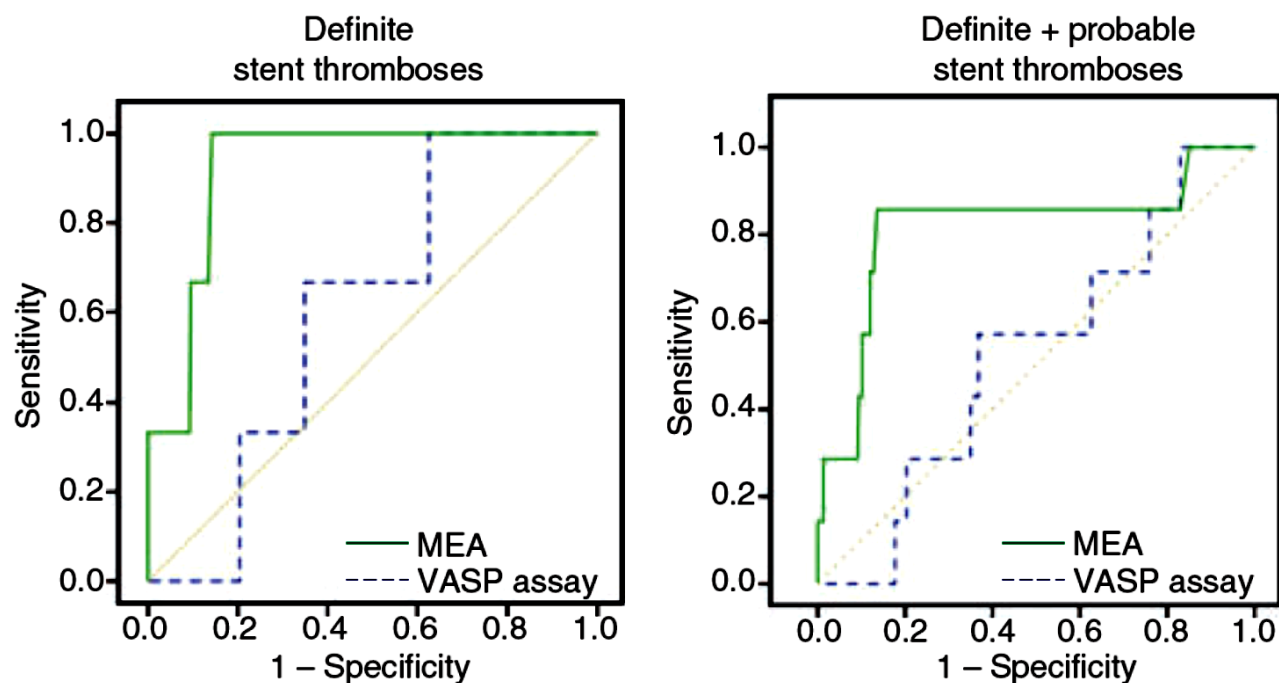 Definite
stent thromboses
1.0
0.8
0.6
0.4
0.2
0.0
Sensitivity
MEA
VASP assay
0.0 0.2 0.4 0.6 0.8 1.0
1 – Specificity
Definite + probable
stent thromboses
1.0
0.8
0.6
0.4
0.2
0.0
Sensitivity
MEA
VASP assay
0.0 0.2 0.4 0.6 0.8 1.0
1 – Specificity